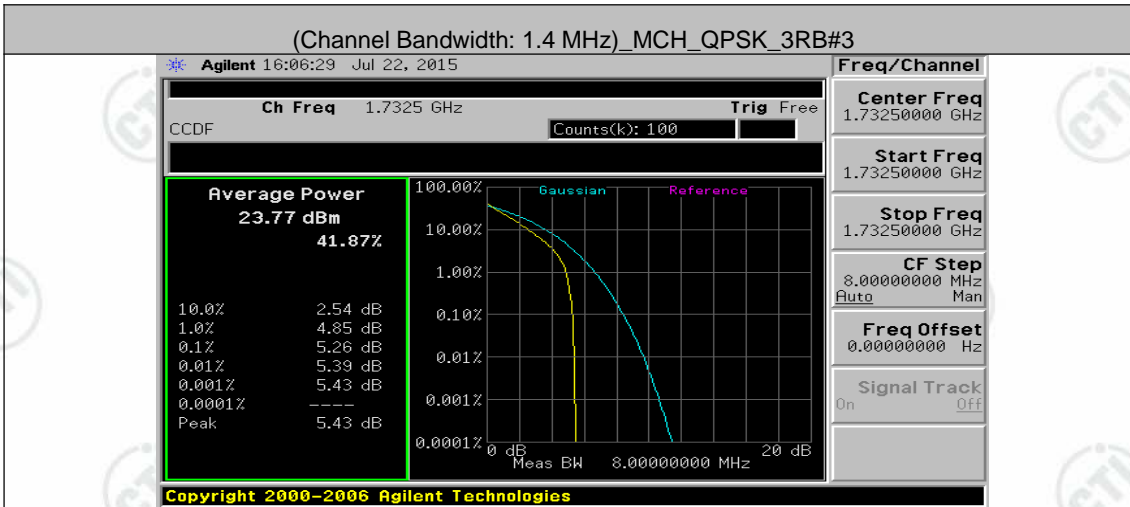 (Channel Bandwidth: 1.4 MHz)_MCH_QPSK_3RB#3
Agilent 16:06:29 Jul 22, 2015
Freq/Channel
Ch Freq 1.7325 GHz Trig Free
CCDF Counts(k): 100
Center Freq
1.73250000 GHz
Start Freq
1.73250000 GHz
Stop Freq
1.73250000 GHz
CF Step
8.00000000 MHz
Auto Man
Freq Offset
0.00000000 Hz
Signal Track
On Off
Average Power
23.77 dBm
41.87%
10.0% 2.54 dB
1.0% 4.85 dB
0.1% 5.26 dB
0.01% 5.39 dB
0.001% 5.43 dB
0.0001% ----
Peak 5.43 dB
Gaussian Reference
100.00%
10.00%
1.00%
0.10%
0.01%
0.001%
0.0001%
0 dB 20 dB
Meas BW 8.00000000 MHz
Copyright 2000-2006 Agilent Technologies
CTI
CTI
CTI
CTI